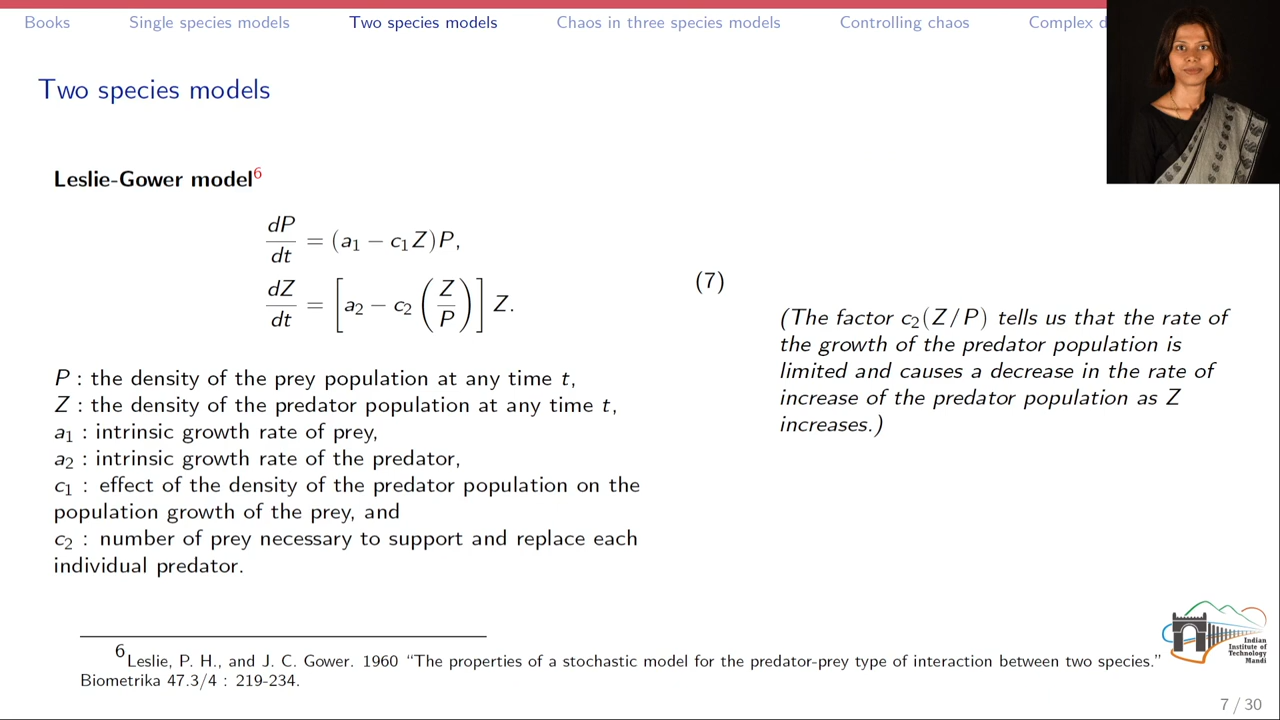 Books Single species models Two species models Chaos in three species models Controlling chaos Complex d
Two species models
Leslie-Gower model⁶
dP/dt = (a₁ − c₁Z)P,
dZ/dt = [a₂ − c₂ (Z/P)] Z.
(7)
P : the density of the prey population at any time t,
Z : the density of the predator population at any time t,
a₁ : intrinsic growth rate of prey,
a₂ : intrinsic growth rate of the predator,
c₁ : effect of the density of the predator population on the
population growth of the prey, and
c₂ : number of prey necessary to support and replace each
individual predator.
(The factor c₂(Z/P) tells us that the rate of
the growth of the predator population is
limited and causes a decrease in the rate of
increase of the predator population as Z
increases.)
⁶Leslie, P. H., and J. C. Gower. 1960 “The properties of a stochastic model for the predator-prey type of interaction between two species.”
Biometrika 47.3/4 : 219-234.
Indian
Institute of
Technology
Mandi
7 / 30